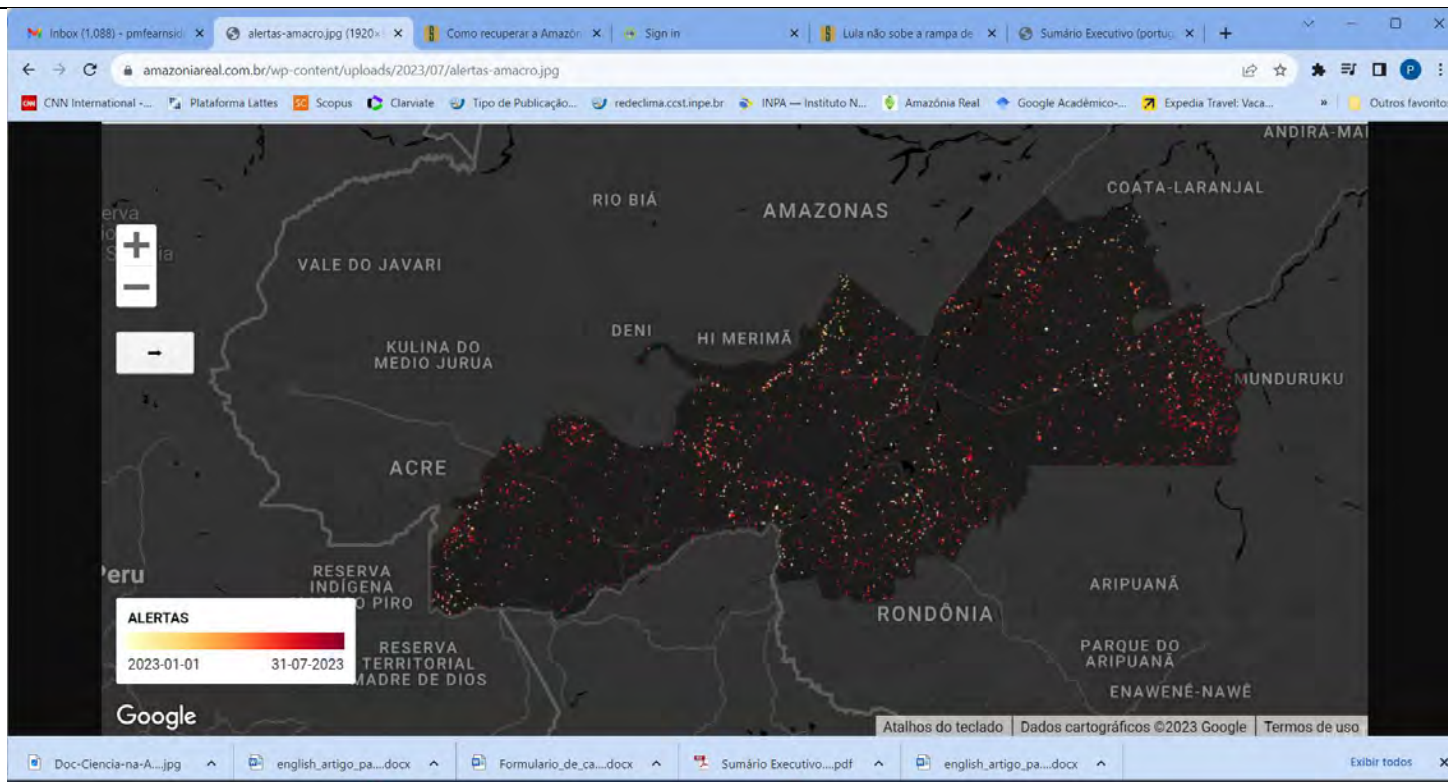 Inbox (1,088) - pmfearnsid
alertas-amacro.jpg (1920×
Como recuperar a Amazôn
Sign in
Lula não sobe a rampa de
Sumário Executivo (portug
amazoniareal.com.br/wp-content/uploads/2023/07/alertas-amacro.jpg
P
CNN International -...
Plataforma Lattes
SC Scopus
Clarviate
Tipo de Publicação...
redeclima.ccst.inpe.br
INPA — Instituto N...
Amazônia Real
Google Acadêmico-...
Expedia Travel: Vaca...
»
Outros favorito
ANDIRÁ-MAI
COATA-LARANJAL
RIO BIÁ
AMAZONAS
erva
+
−
VALE DO JAVARI
DENI
HI MERIMÃ
KULINA DO
MEDIO JURUA
MUNDURUKU
ACRE
Peru
RESERVA
INDÍGENA
O PIRO
ARIPUANÃ
RONDÔNIA
ALERTAS
2023-01-01
31-07-2023
RESERVA
TERRITORIAL
MADRE DE DIOS
PARQUE DO
ARIPUANÃ
ENAWENÊ-NAWÊ
Google
Atalhos do teclado
Dados cartográficos ©2023 Google
Termos de uso
Doc-Ciencia-na-A....jpg
english_artigo_pa....docx
Formulario_de_ca....docx
Sumário Executivo....pdf
english_artigo_pa....docx
Exibir todos